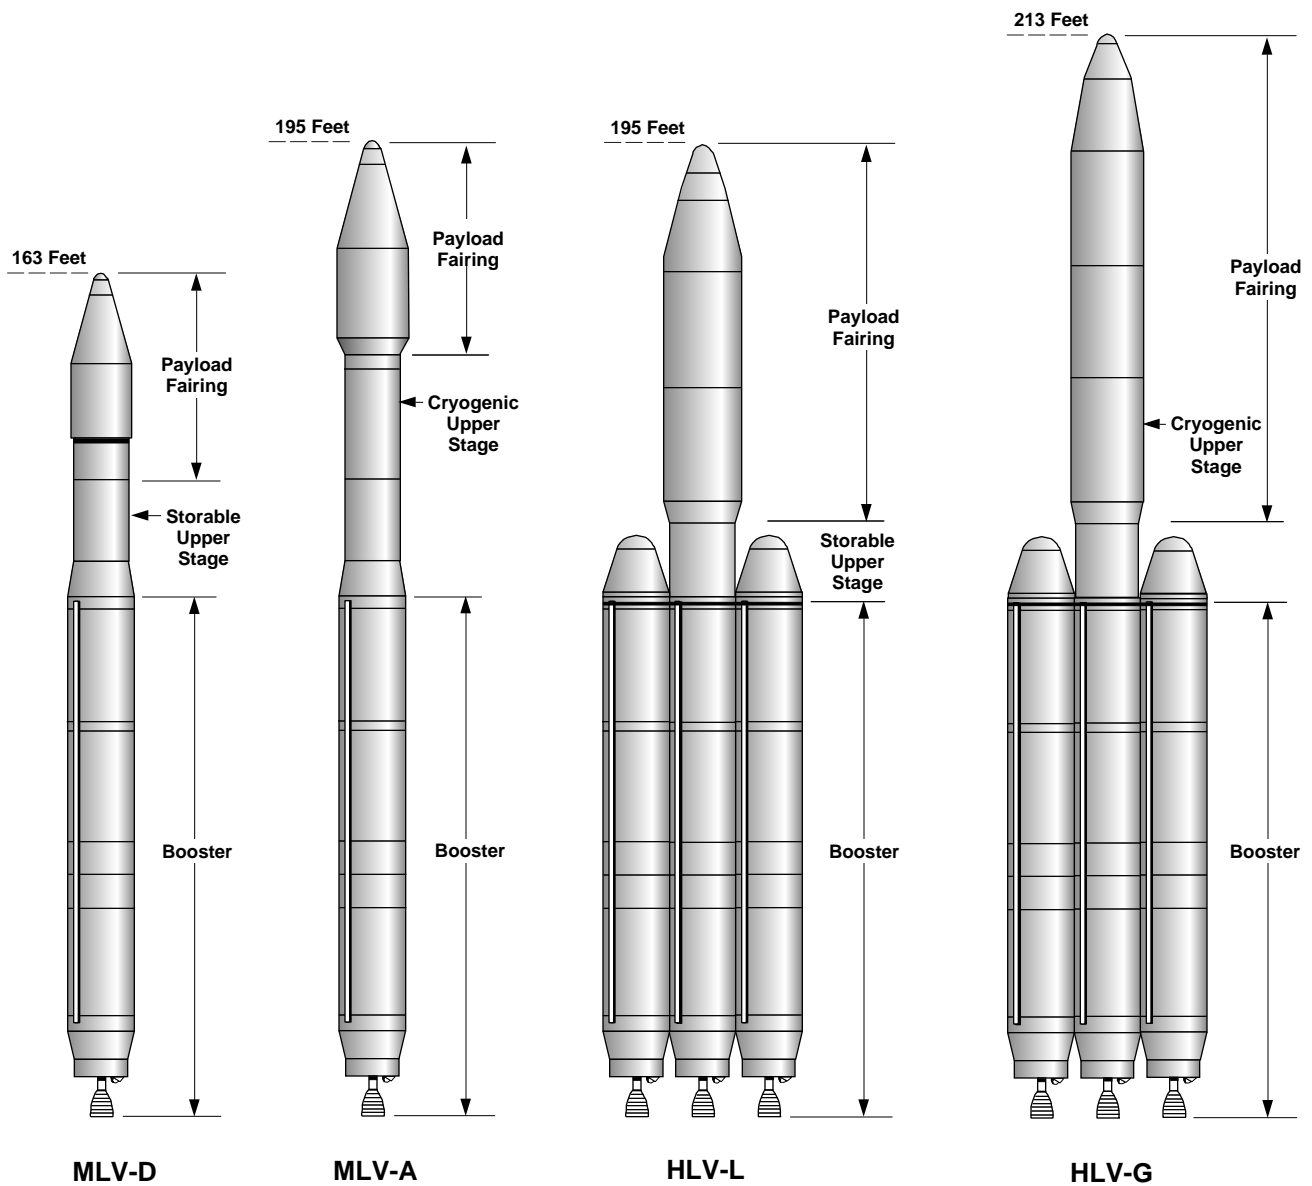 213 Feet
195 Feet
195 Feet
163 Feet
Payload
Fairing
Payload
Fairing
Payload
Fairing
Payload
Fairing
Cryogenic
Upper
Stage
Cryogenic
Upper
Stage
Storable
Upper
Stage
Storable
Upper
Stage
Booster
Booster
Booster
Booster
MLV-D
MLV-A
HLV-L
HLV-G